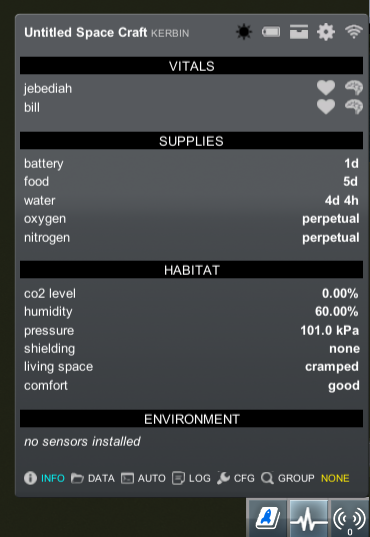 Untitled Space Craft KERBIN
VITALS
jebediah
bill
SUPPLIES
battery 1d
food 5d
water 4d 4h
oxygen perpetual
nitrogen perpetual
HABITAT
co2 level 0.00%
humidity 60.00%
pressure 101.0 kPa
shielding none
living space cramped
comfort good
ENVIRONMENT
no sensors installed
INFO DATA AUTO LOG CFG GROUP NONE
0